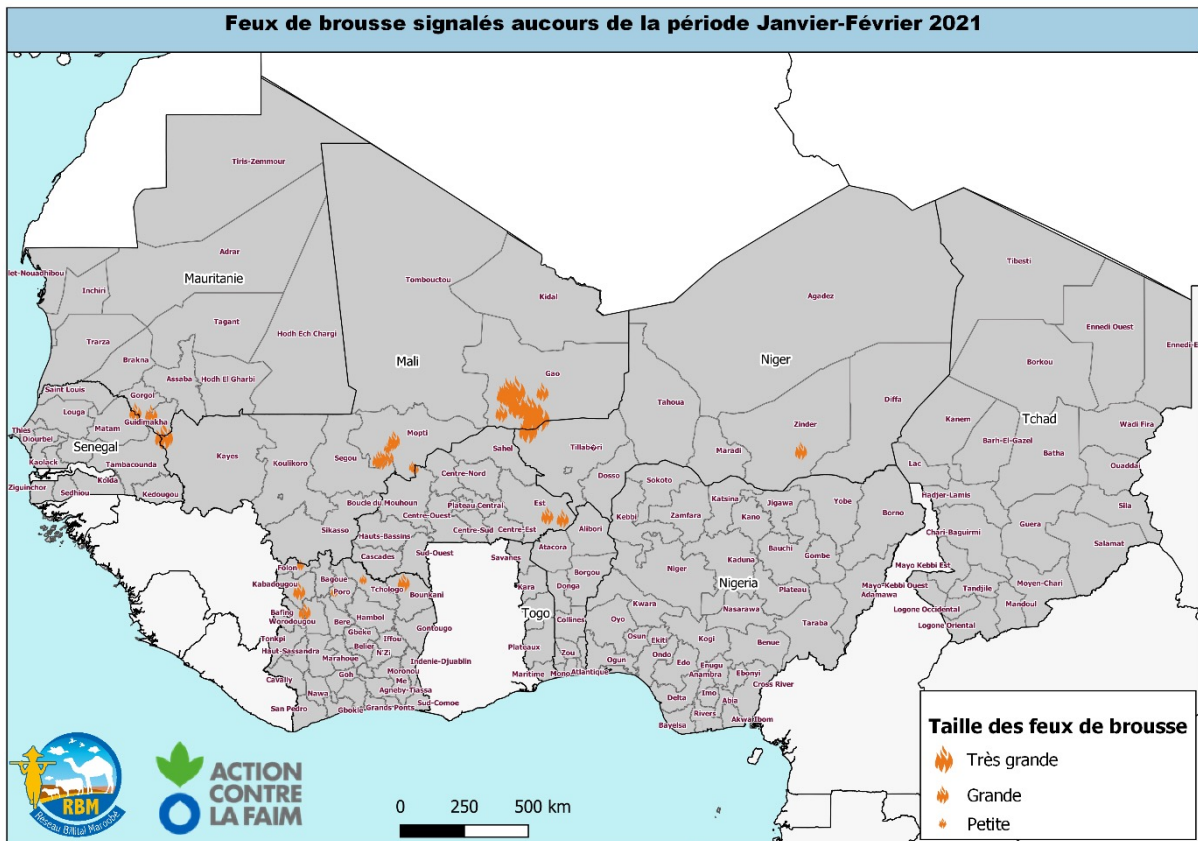 Feux de brousse signalés aucours de la période Janvier-Février 2021
Tiris-Zemmour
Adrar
let-Nouadhibou
Mauritanie
Inchiri
Tombouctou
Kidal
Agadez
Tibesti
Tagant
Hodh Ech Chargi
Ennedi Ouest
Trarza
Brakna
Mali
Niger
Borkou
Ennedi-E
Assaba
Hodh El Gharbi
Gao
Saint Louis
Gorgol
Tahoua
Diffa
Louga
Matam
Guidimakha
Zinder
Kanem
Tchad
Wadi Fira
Thies
Diourbel
Senegal
Mopti
Sahel
Maradi
Barh-El-Gazel
Batha
Kaolack
Tambacounda
Kayes
Koulikoro
Segou
Tillab
Dosso
Lac
Ouaddai
Ziguinchor
Kolda
Sedhiou
Kedougou
Centre-Nord
Sokoto
Katsina
Jigawa
Yobe
Hadjer-Lamis
Boucle du Mouhoun
Plateau Central
Est
Kebbi
Zamfara
Kano
Borno
Sila
Centre-Ouest
Sikasso
Hauts-Bassins
Centre-Sud
Centre-Est
Alibori
Chari-Baguirmi
Guera
Salamat
Cascades
Sud-Ouest
Atacora
Bauchi
Gombe
Kaduna
Savanes
Borgou
Niger
Nigeria
Mayo Kebbi Est
Folon
Kabadougou
Bagoue
Tchologo
Bounkani
Kara
Donga
Plateau
Mayo-Kebbi Ouest
Adamawa
Tandjile
Moyen-Chari
Mandoul
Poro
Bafing
Worodougou
Togo
Kwara
Nasarawa
Logone Occidental
Logone Oriental
Bere
Hambol
Gontougo
Collines
Oyo
Taraba
Tonkpi
Gbeke
Iffou
Osun
Ekiti
Kogi
Benue
Haut-Sassandra
Belier
N'Zi
Plateaux
Zou
Ogun
Ondo
Edo
Enugu
Marahoue
Indenie-Djuablin
Anambra
Ebonyi
Cross River
Cavally
Goh
Moronou
Me
Maritime
Mono
Atlantique
Nawa
Agneby-Tiassa
Delta
Imo
Abia
San Pedro
Gbokle
Grands-Ponts
Sud-Comoe
Rivers
Bayelsa
Akwa Ibom
Taille des feux de brousse
Très grande
Grande
Petite
RBM
Réseau Billital Maroobé
ACTION
CONTRE
LA FAIM
0 250 500 km